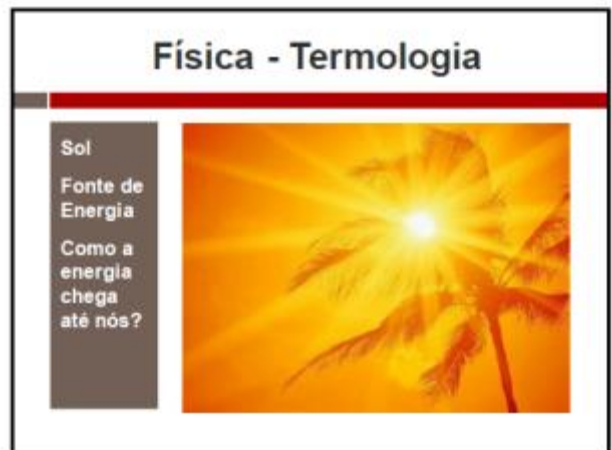 Física - Termologia
Sol
Fonte de
Energia
Como a
energia
chega
até nós?